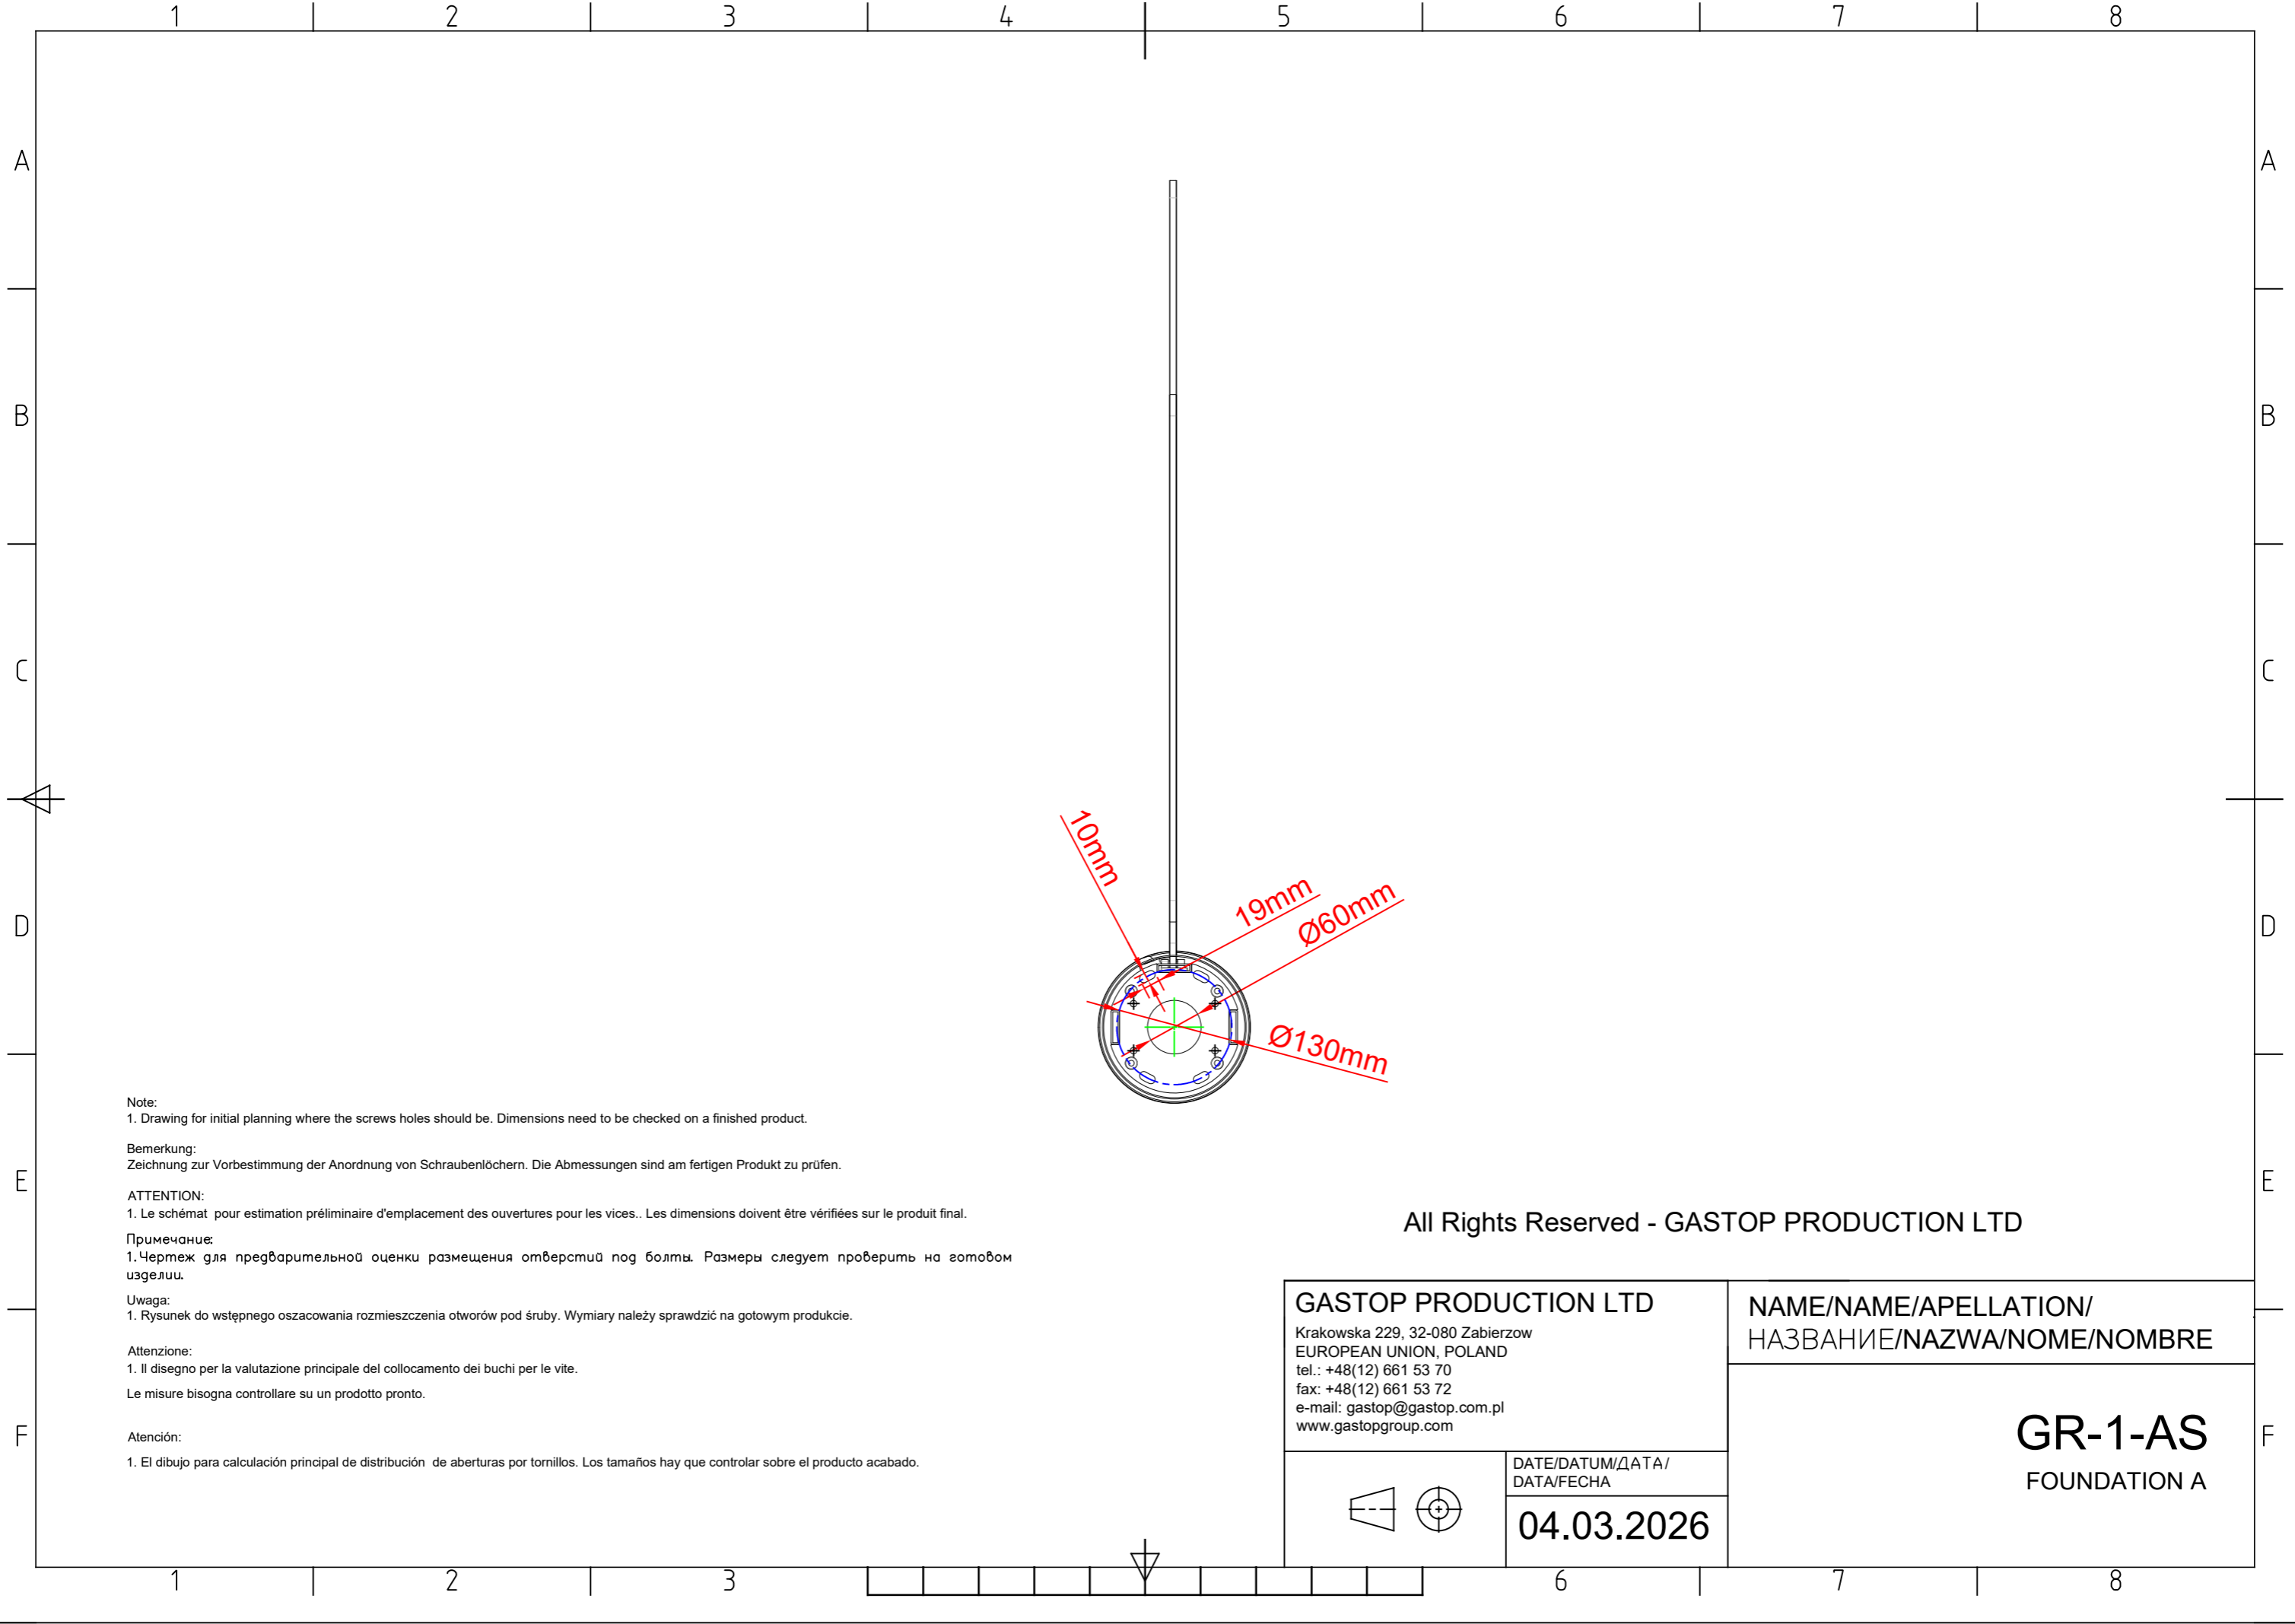 1 2 3 4 5 6 7 8
A A
B B
C C
D D
E E
F F
10mm
19mm
Ø60mm
Ø130mm
Note:
1. Drawing for initial planning where the screws holes should be. Dimensions need to be checked on a finished product.
Bemerkung:
Zeichnung zur Vorbestimmung der Anordnung von Schraubenlöchern. Die Abmessungen sind am fertigen Produkt zu prüfen.
ATTENTION:
1. Le schémat pour estimation préliminaire d'emplacement des ouvertures pour les vices.. Les dimensions doivent être vérifiées sur le produit final.
Примечание:
1.Чертеж для предварительной оценки размещения отверстий под болты. Размеры следует проверить на готовом
изделии.
Uwaga:
1. Rysunek do wstępnego oszacowania rozmieszczenia otworów pod śruby. Wymiary należy sprawdzić na gotowym produkcie.
Attenzione:
1. Il disegno per la valutazione principale del collocamento dei buchi per le vite.
Le misure bisogna controllare su un prodotto pronto.
Atención:
1. El dibujo para calculación principal de distribución de aberturas por tornillos. Los tamaños hay que controlar sobre el producto acabado.
All Rights Reserved - GASTOP PRODUCTION LTD
GASTOP PRODUCTION LTD
Krakowska 229, 32-080 Zabierzow
EUROPEAN UNION, POLAND
tel.: +48(12) 661 53 70
fax: +48(12) 661 53 72
e-mail: gastop@gastop.com.pl
www.gastopgroup.com
DATE/DATUM/ДАТА/
DATA/FECHA
04.03.2026
NAME/NAME/APELLATION/
НАЗВАНИЕ/NAZWA/NOME/NOMBRE
GR-1-AS
FOUNDATION A
1 2 3 6 7 8